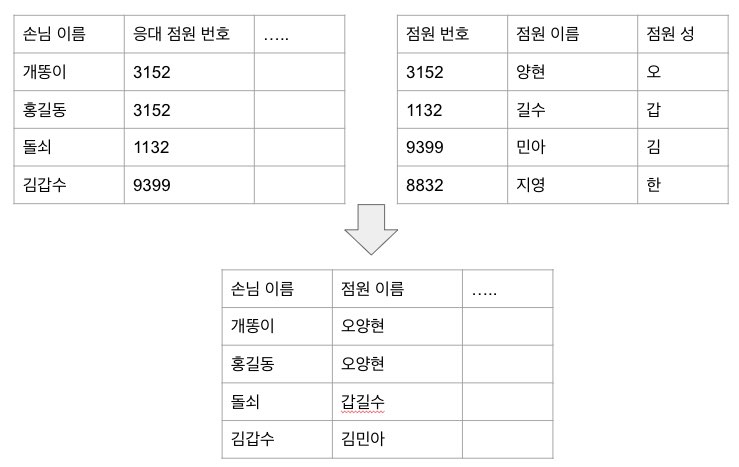 손님 이름 응대 점원 번호 …..
개똥이 3152
홍길동 3152
돌쇠 1132
김갑수 9399
점원 번호 점원 이름 점원 성
3152 양현 오
1132 길수 갑
9399 민아 김
8832 지영 한
손님 이름 점원 이름 …..
개똥이 오양현
홍길동 오양현
돌쇠 갑길수
김갑수 김민아